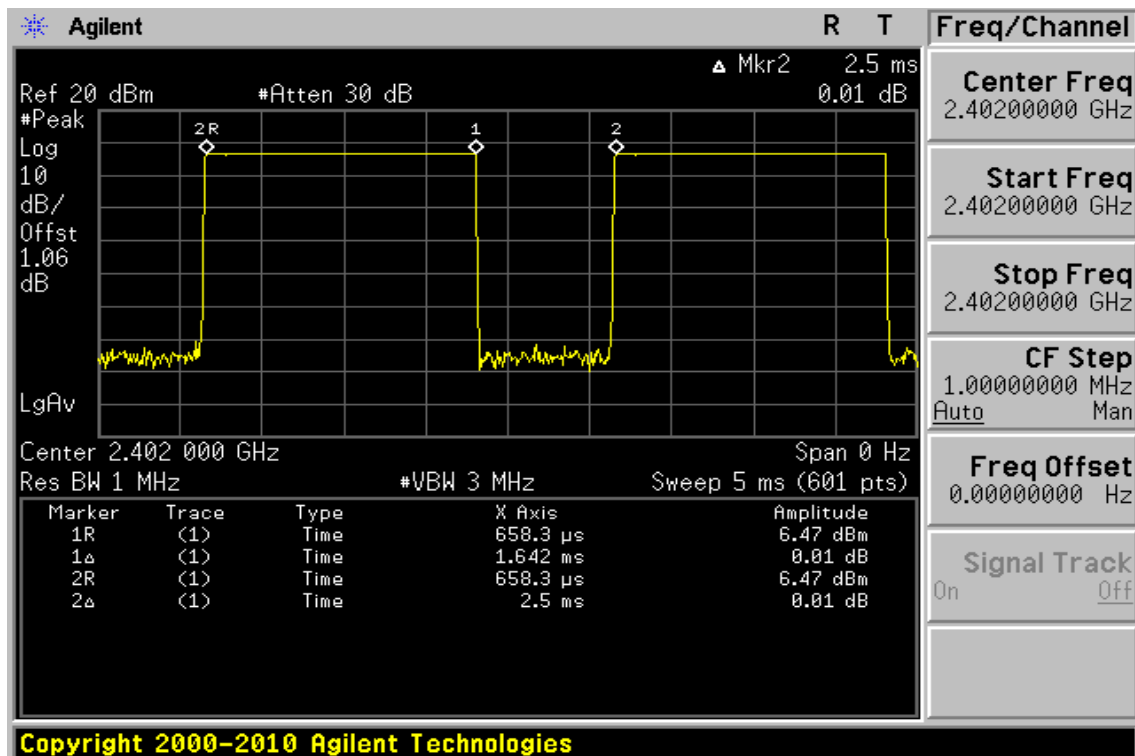 Agilent R T
Freq/Channel
Δ Mkr2 2.5 ms
Ref 20 dBm #Atten 30 dB 0.01 dB
#Peak
Log
10
dB/
Offst
1.06
dB
2R 1 2
LgAv
Center 2.402 000 GHz Span 0 Hz
Res BW 1 MHz #VBW 3 MHz Sweep 5 ms (601 pts)
Marker Trace Type X Axis Amplitude
1R (1) Time 658.3 µs 6.47 dBm
1Δ (1) Time 1.642 ms 0.01 dB
2R (1) Time 658.3 µs 6.47 dBm
2Δ (1) Time 2.5 ms 0.01 dB
Center Freq
2.40200000 GHz
Start Freq
2.40200000 GHz
Stop Freq
2.40200000 GHz
CF Step
1.00000000 MHz
Auto Man
Freq Offset
0.00000000 Hz
Signal Track
On Off
Copyright 2000-2010 Agilent Technologies